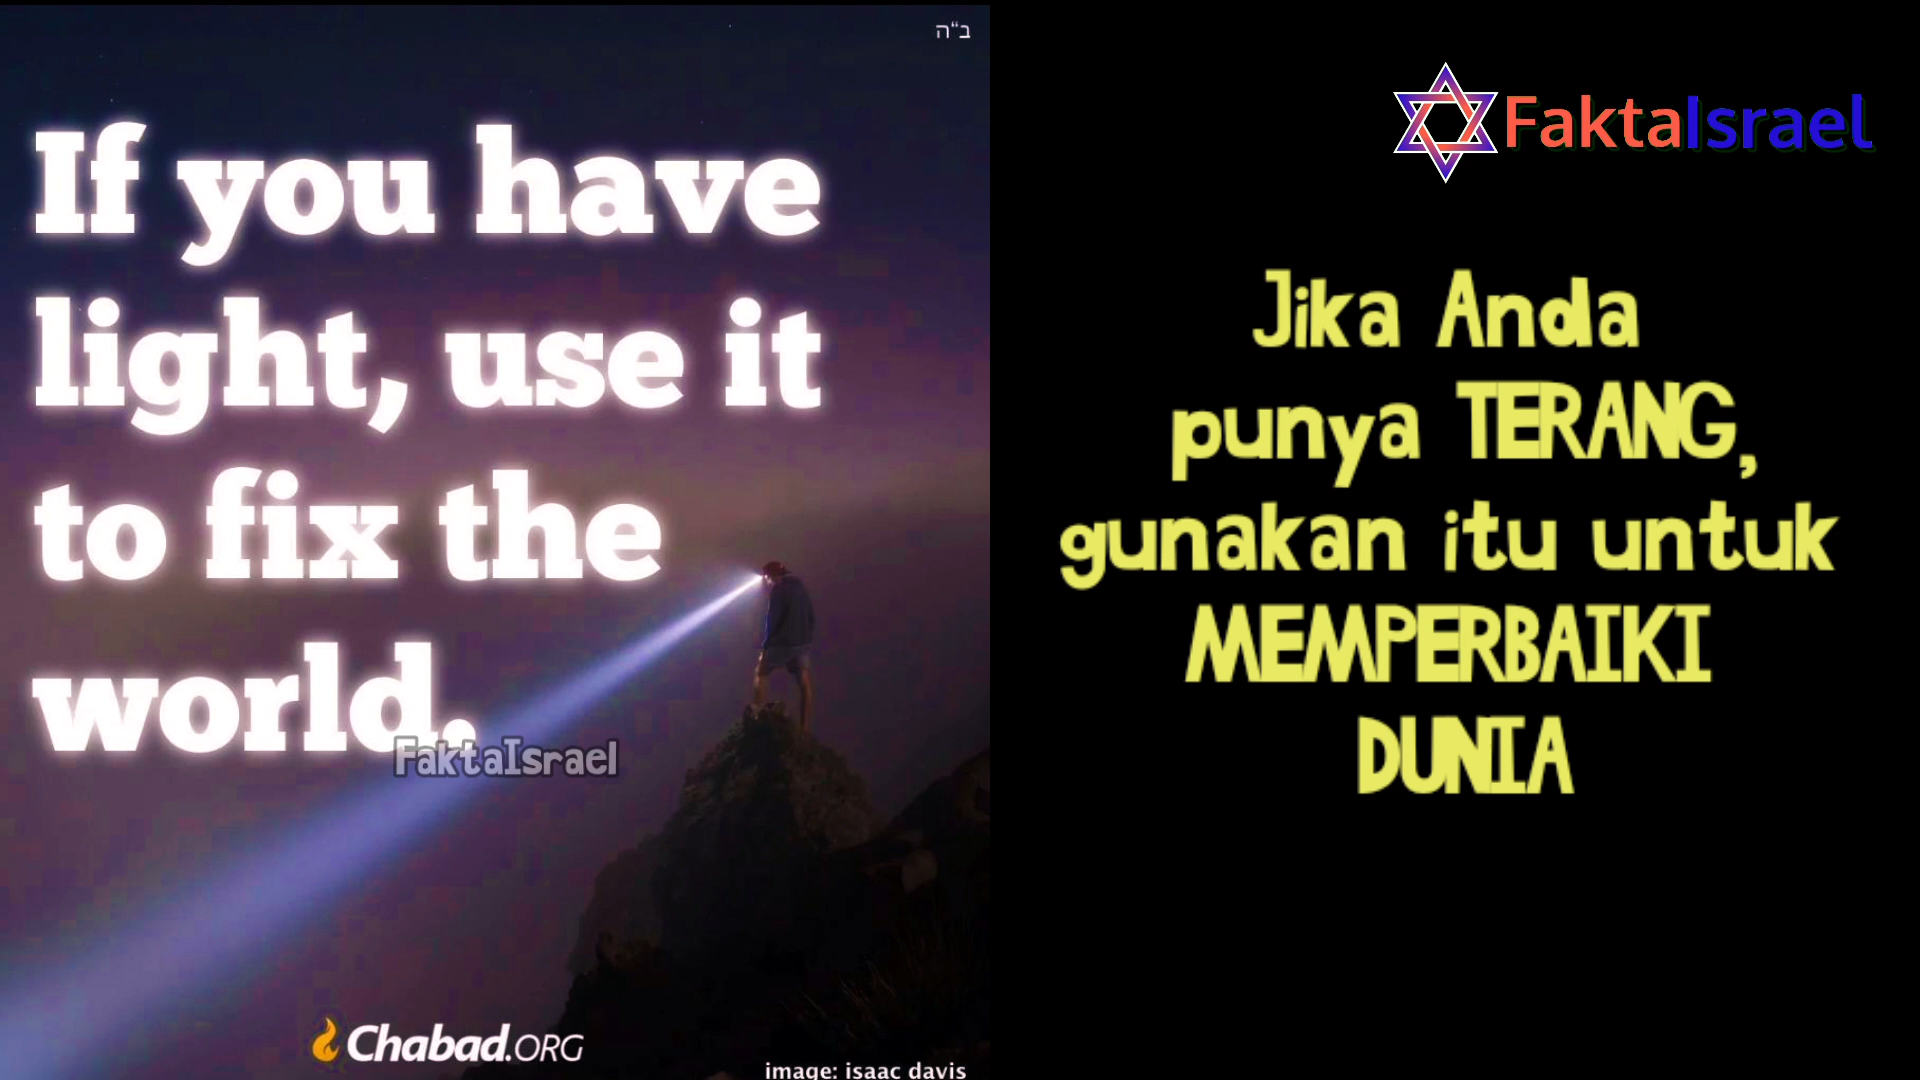 ב"ה
If you have
light, use it
to fix the
world.
FaktaIsrael
Chabad.ORG
image: isaac davis
FaktaIsrael
Jika Anda
punya TERANG,
gunakan itu untuk
MEMPERBAIKI
DUNIA